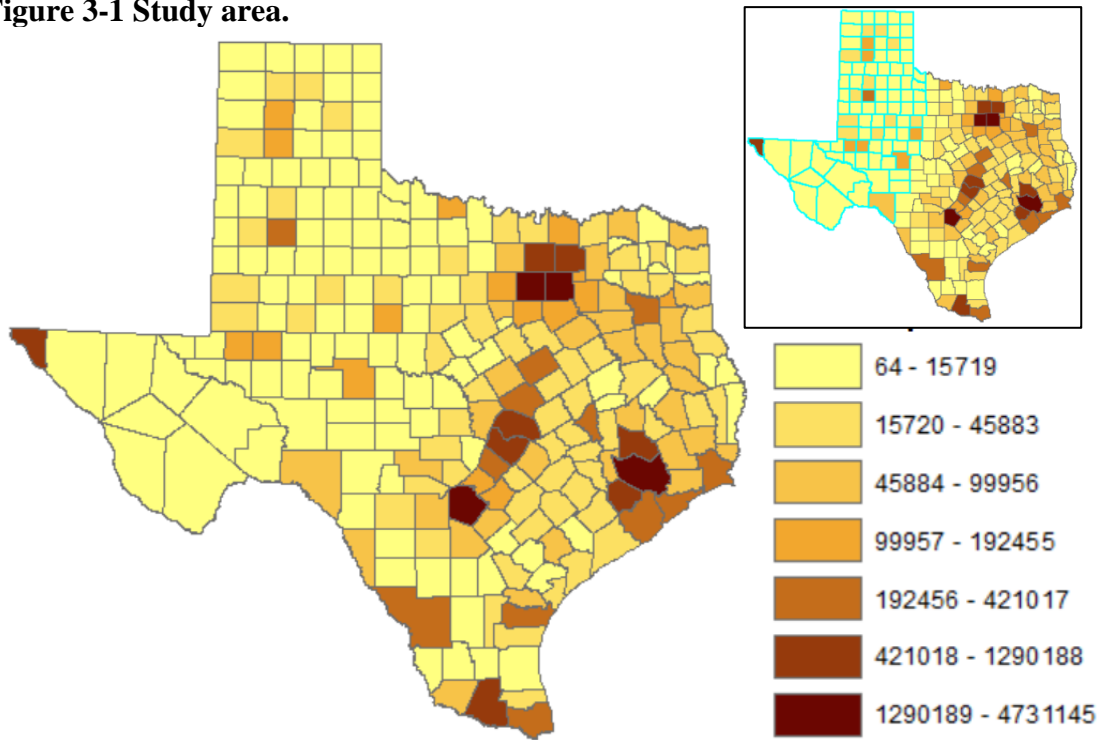 Figure 3-1 Study area.
64 - 15719
15720 - 45883
45884 - 99956
99957 - 192455
192456 - 421017
421018 - 1290188
1290189 - 4731145